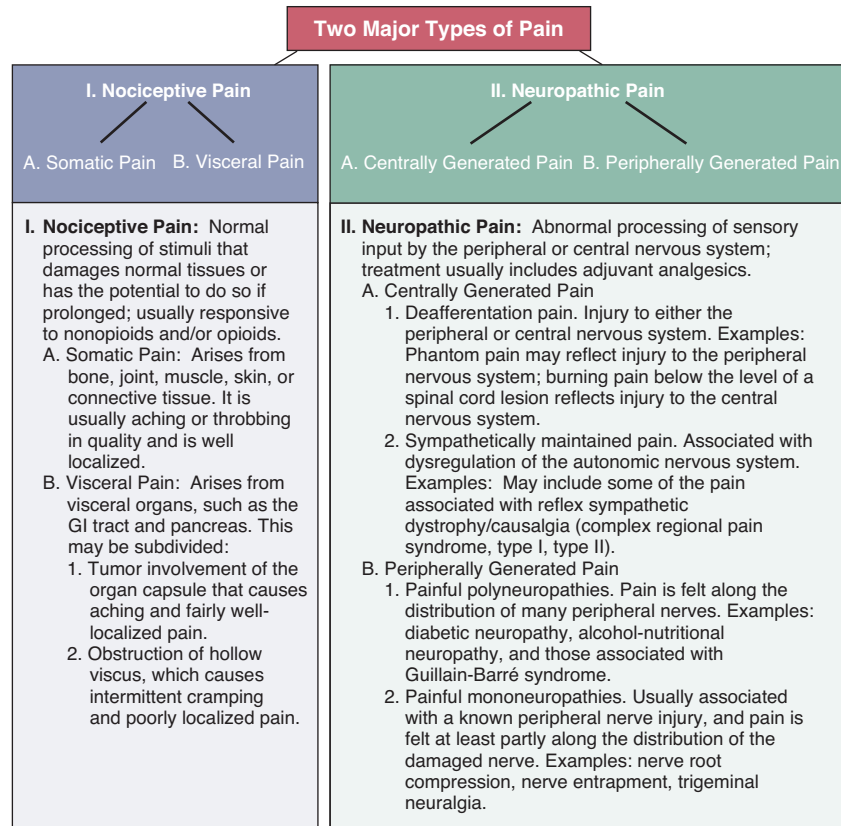 Two Major Types of Pain
I. Nociceptive Pain
A. Somatic Pain
B. Visceral Pain
II. Neuropathic Pain
A. Centrally Generated Pain
B. Peripherally Generated Pain
I. Nociceptive Pain: Normal
processing of stimuli that
damages normal tissues or
has the potential to do so if
prolonged; usually responsive
to nonopioids and/or opioids.
A. Somatic Pain: Arises from
bone, joint, muscle, skin, or
connective tissue. It is
usually aching or throbbing
in quality and is well
localized.
B. Visceral Pain: Arises from
visceral organs, such as the
GI tract and pancreas. This
may be subdivided:
1. Tumor involvement of the
organ capsule that causes
aching and fairly well-
localized pain.
2. Obstruction of hollow
viscus, which causes
intermittent cramping
and poorly localized pain.
II. Neuropathic Pain: Abnormal processing of sensory
input by the peripheral or central nervous system;
treatment usually includes adjuvant analgesics.
A. Centrally Generated Pain
1. Deafferentation pain. Injury to either the
peripheral or central nervous system. Examples:
Phantom pain may reflect injury to the peripheral
nervous system; burning pain below the level of a
spinal cord lesion reflects injury to the central
nervous system.
2. Sympathetically maintained pain. Associated with
dysregulation of the autonomic nervous system.
Examples: May include some of the pain
associated with reflex sympathetic
dystrophy/causalgia (complex regional pain
syndrome, type I, type II).
B. Peripherally Generated Pain
1. Painful polyneuropathies. Pain is felt along the
distribution of many peripheral nerves. Examples:
diabetic neuropathy, alcohol-nutritional
neuropathy, and those associated with
Guillain-Barré syndrome.
2. Painful mononeuropathies. Usually associated
with a known peripheral nerve injury, and pain is
felt at least partly along the distribution of the
damaged nerve. Examples: nerve root
compression, nerve entrapment, trigeminal
neuralgia.